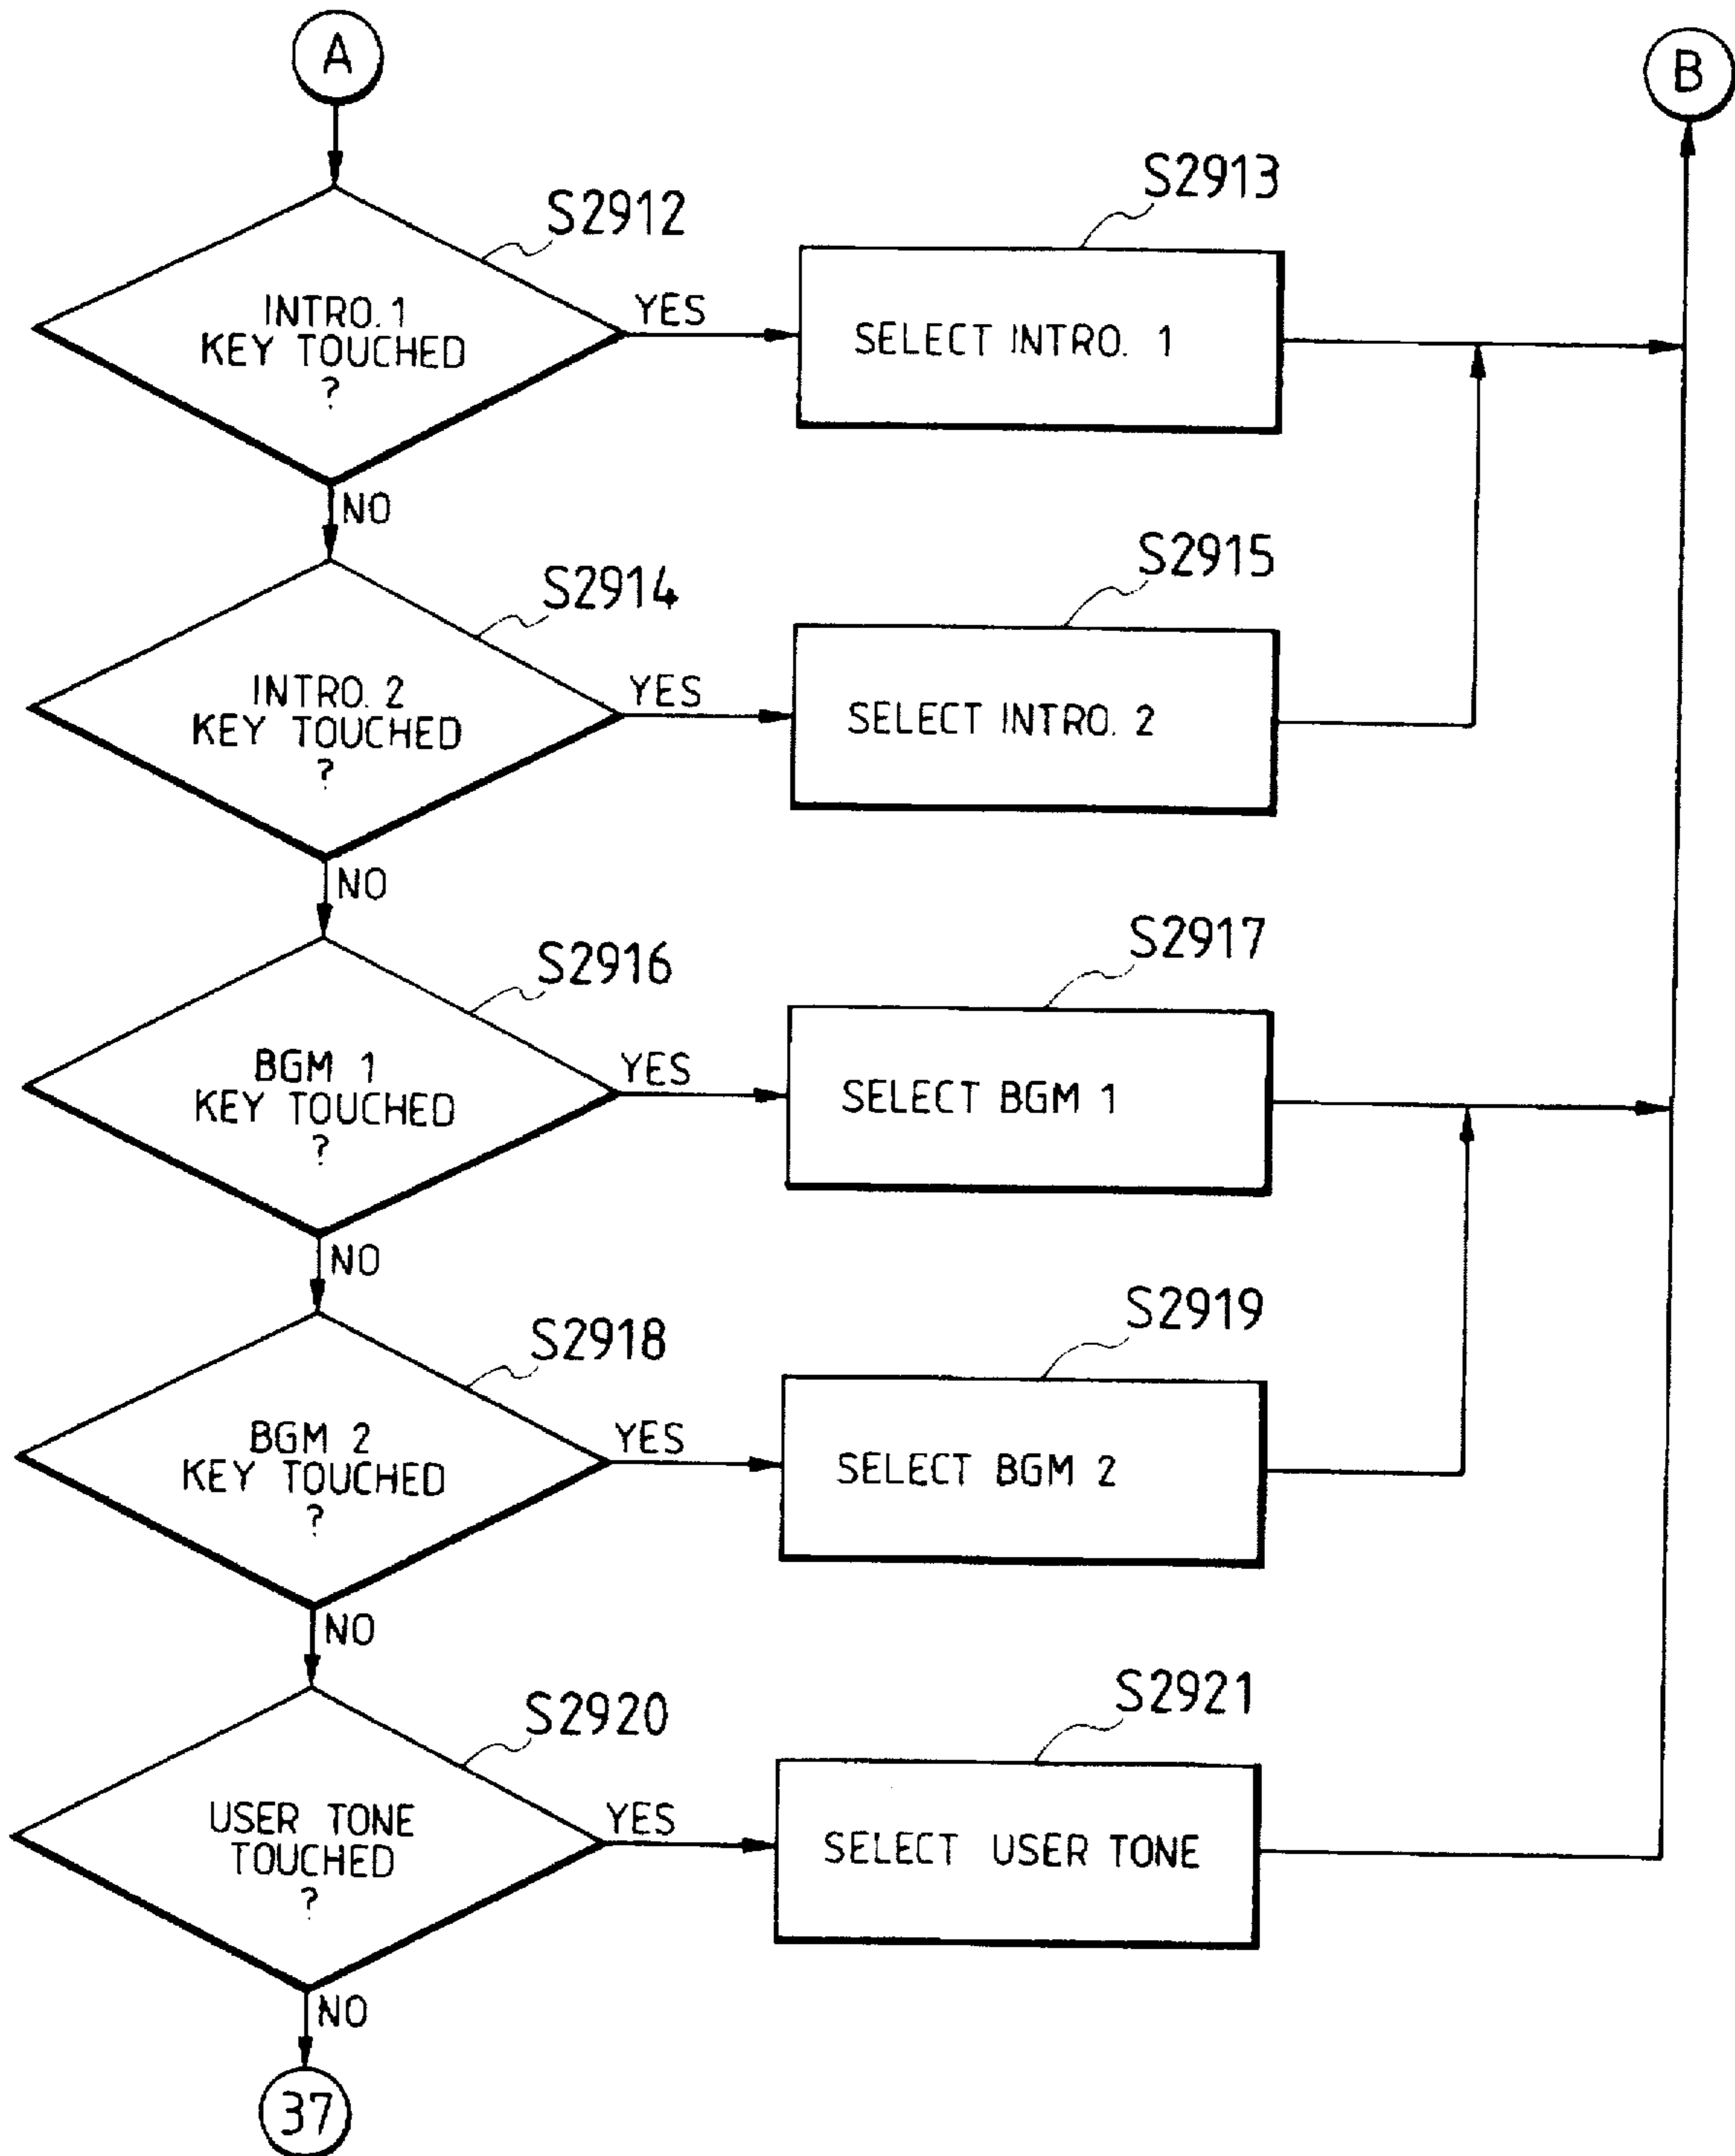 A
B
S2912
S2913
INTRO. 1
KEY TOUCHED
?
YES
SELECT INTRO. 1
NO
S2914
S2915
INTRO. 2
KEY TOUCHED
?
YES
SELECT INTRO. 2
NO
S2916
S2917
BGM 1
KEY TOUCHED
?
YES
SELECT BGM 1
NO
S2918
S2919
BGM 2
KEY TOUCHED
?
YES
SELECT BGM 2
NO
S2920
S2921
USER TONE
TOUCHED
?
YES
SELECT USER TONE
NO
37